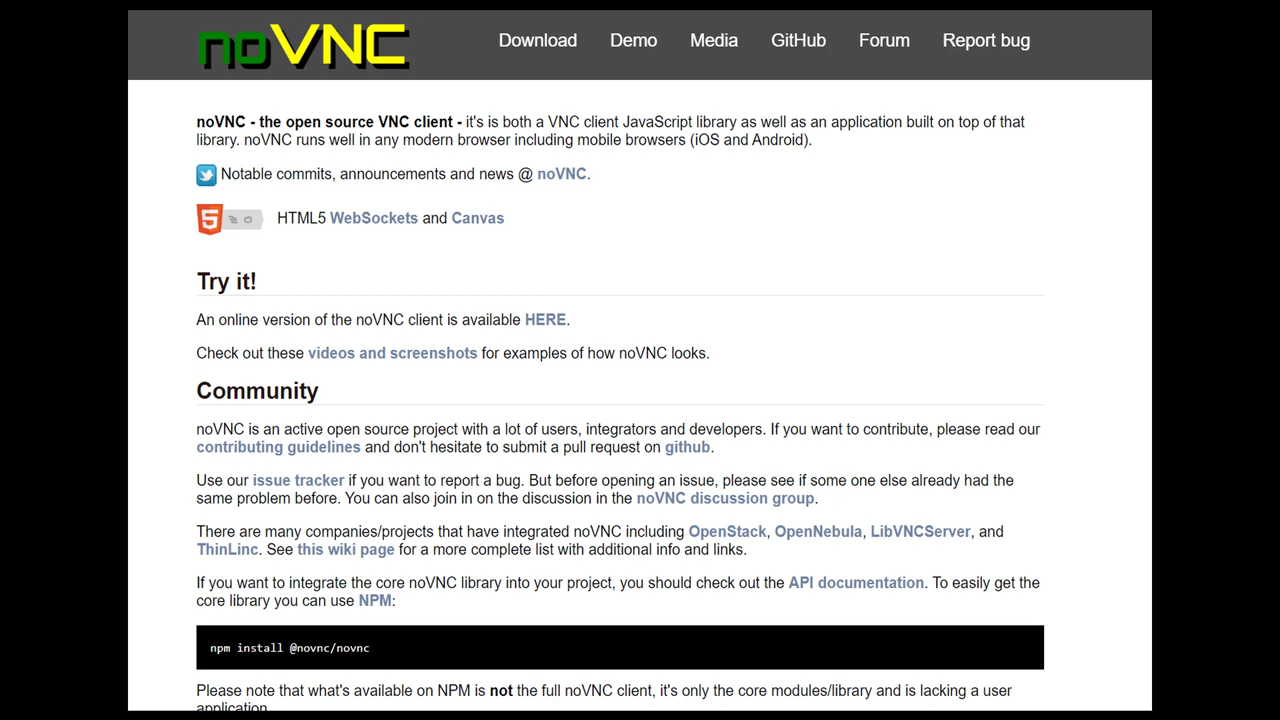 noVNC
Download Demo Media GitHub Forum Report bug
noVNC - the open source VNC client - it's is both a VNC client JavaScript library as well as an application built on top of that
library. noVNC runs well in any modern browser including mobile browsers (iOS and Android).
Notable commits, announcements and news @ noVNC.
5
HTML5 WebSockets and Canvas
Try it!
An online version of the noVNC client is available HERE.
Check out these videos and screenshots for examples of how noVNC looks.
Community
noVNC is an active open source project with a lot of users, integrators and developers. If you want to contribute, please read our
contributing guidelines and don't hesitate to submit a pull request on github.
Use our issue tracker if you want to report a bug. But before opening an issue, please see if some one else already had the
same problem before. You can also join in on the discussion in the noVNC discussion group.
There are many companies/projects that have integrated noVNC including OpenStack, OpenNebula, LibVNCServer, and
ThinLinc. See this wiki page for a more complete list with additional info and links.
If you want to integrate the core noVNC library into your project, you should check out the API documentation. To easily get the
core library you can use NPM:
npm install @novnc/novnc
Please note that what's available on NPM is not the full noVNC client, it's only the core modules/library and is lacking a user
application